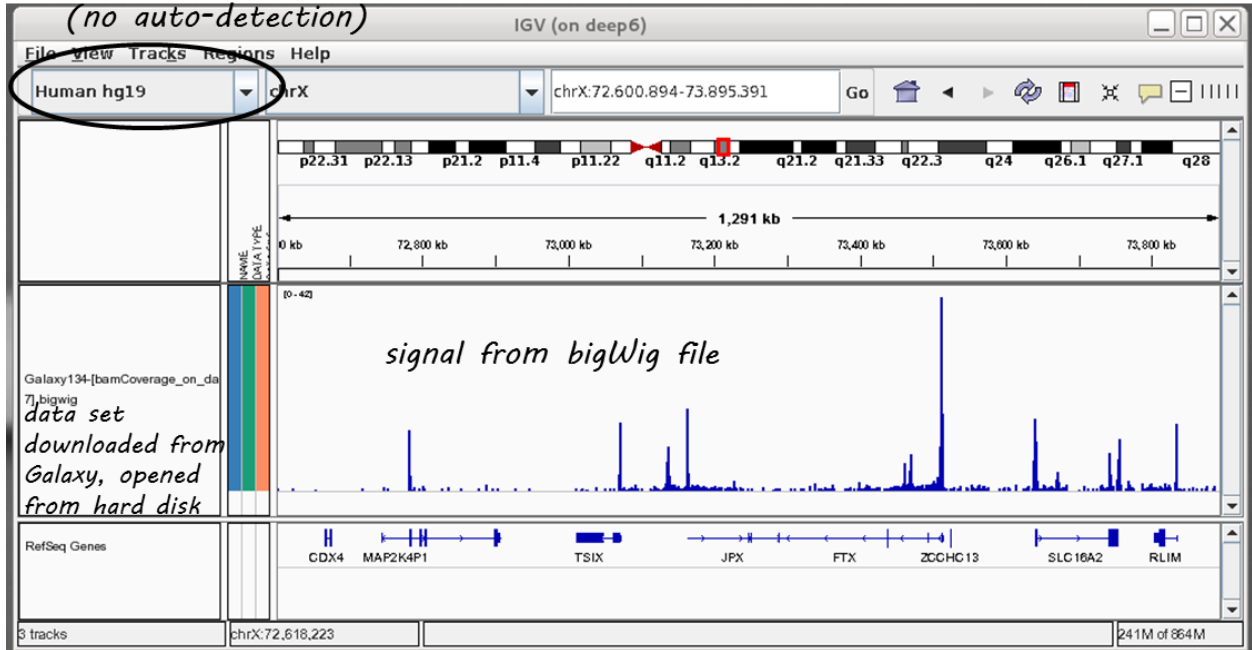 (no auto-detection)
IGV (on deep6)
File View Tracks Regions Help
Human hg19
chrX
chrX:72.600.894-73.895.391
Go
p22.31 p22.13 p21.2 p11.4 p11.22 q11.2 q13.2 q21.2 q21.33 q22.3 q24 q26.1 q27.1 q28
1,291 kb
NAME
DATA TYPE
0 kb 72,800 kb 73,000 kb 73,200 kb 73,400 kb 73,600 kb 73,800 kb
[0 - 42]
signal from bigWig file
Galaxy134-[bamCoverage_on_da
7].bigwig
data set
downloaded from
Galaxy, opened
from hard disk
RefSeq Genes
CDX4 MAP2K4P1 TSIX JPX FTX ZCCHC13 SLC16A2 RLIM
3 tracks
chrX:72,618,223
241M of 864M